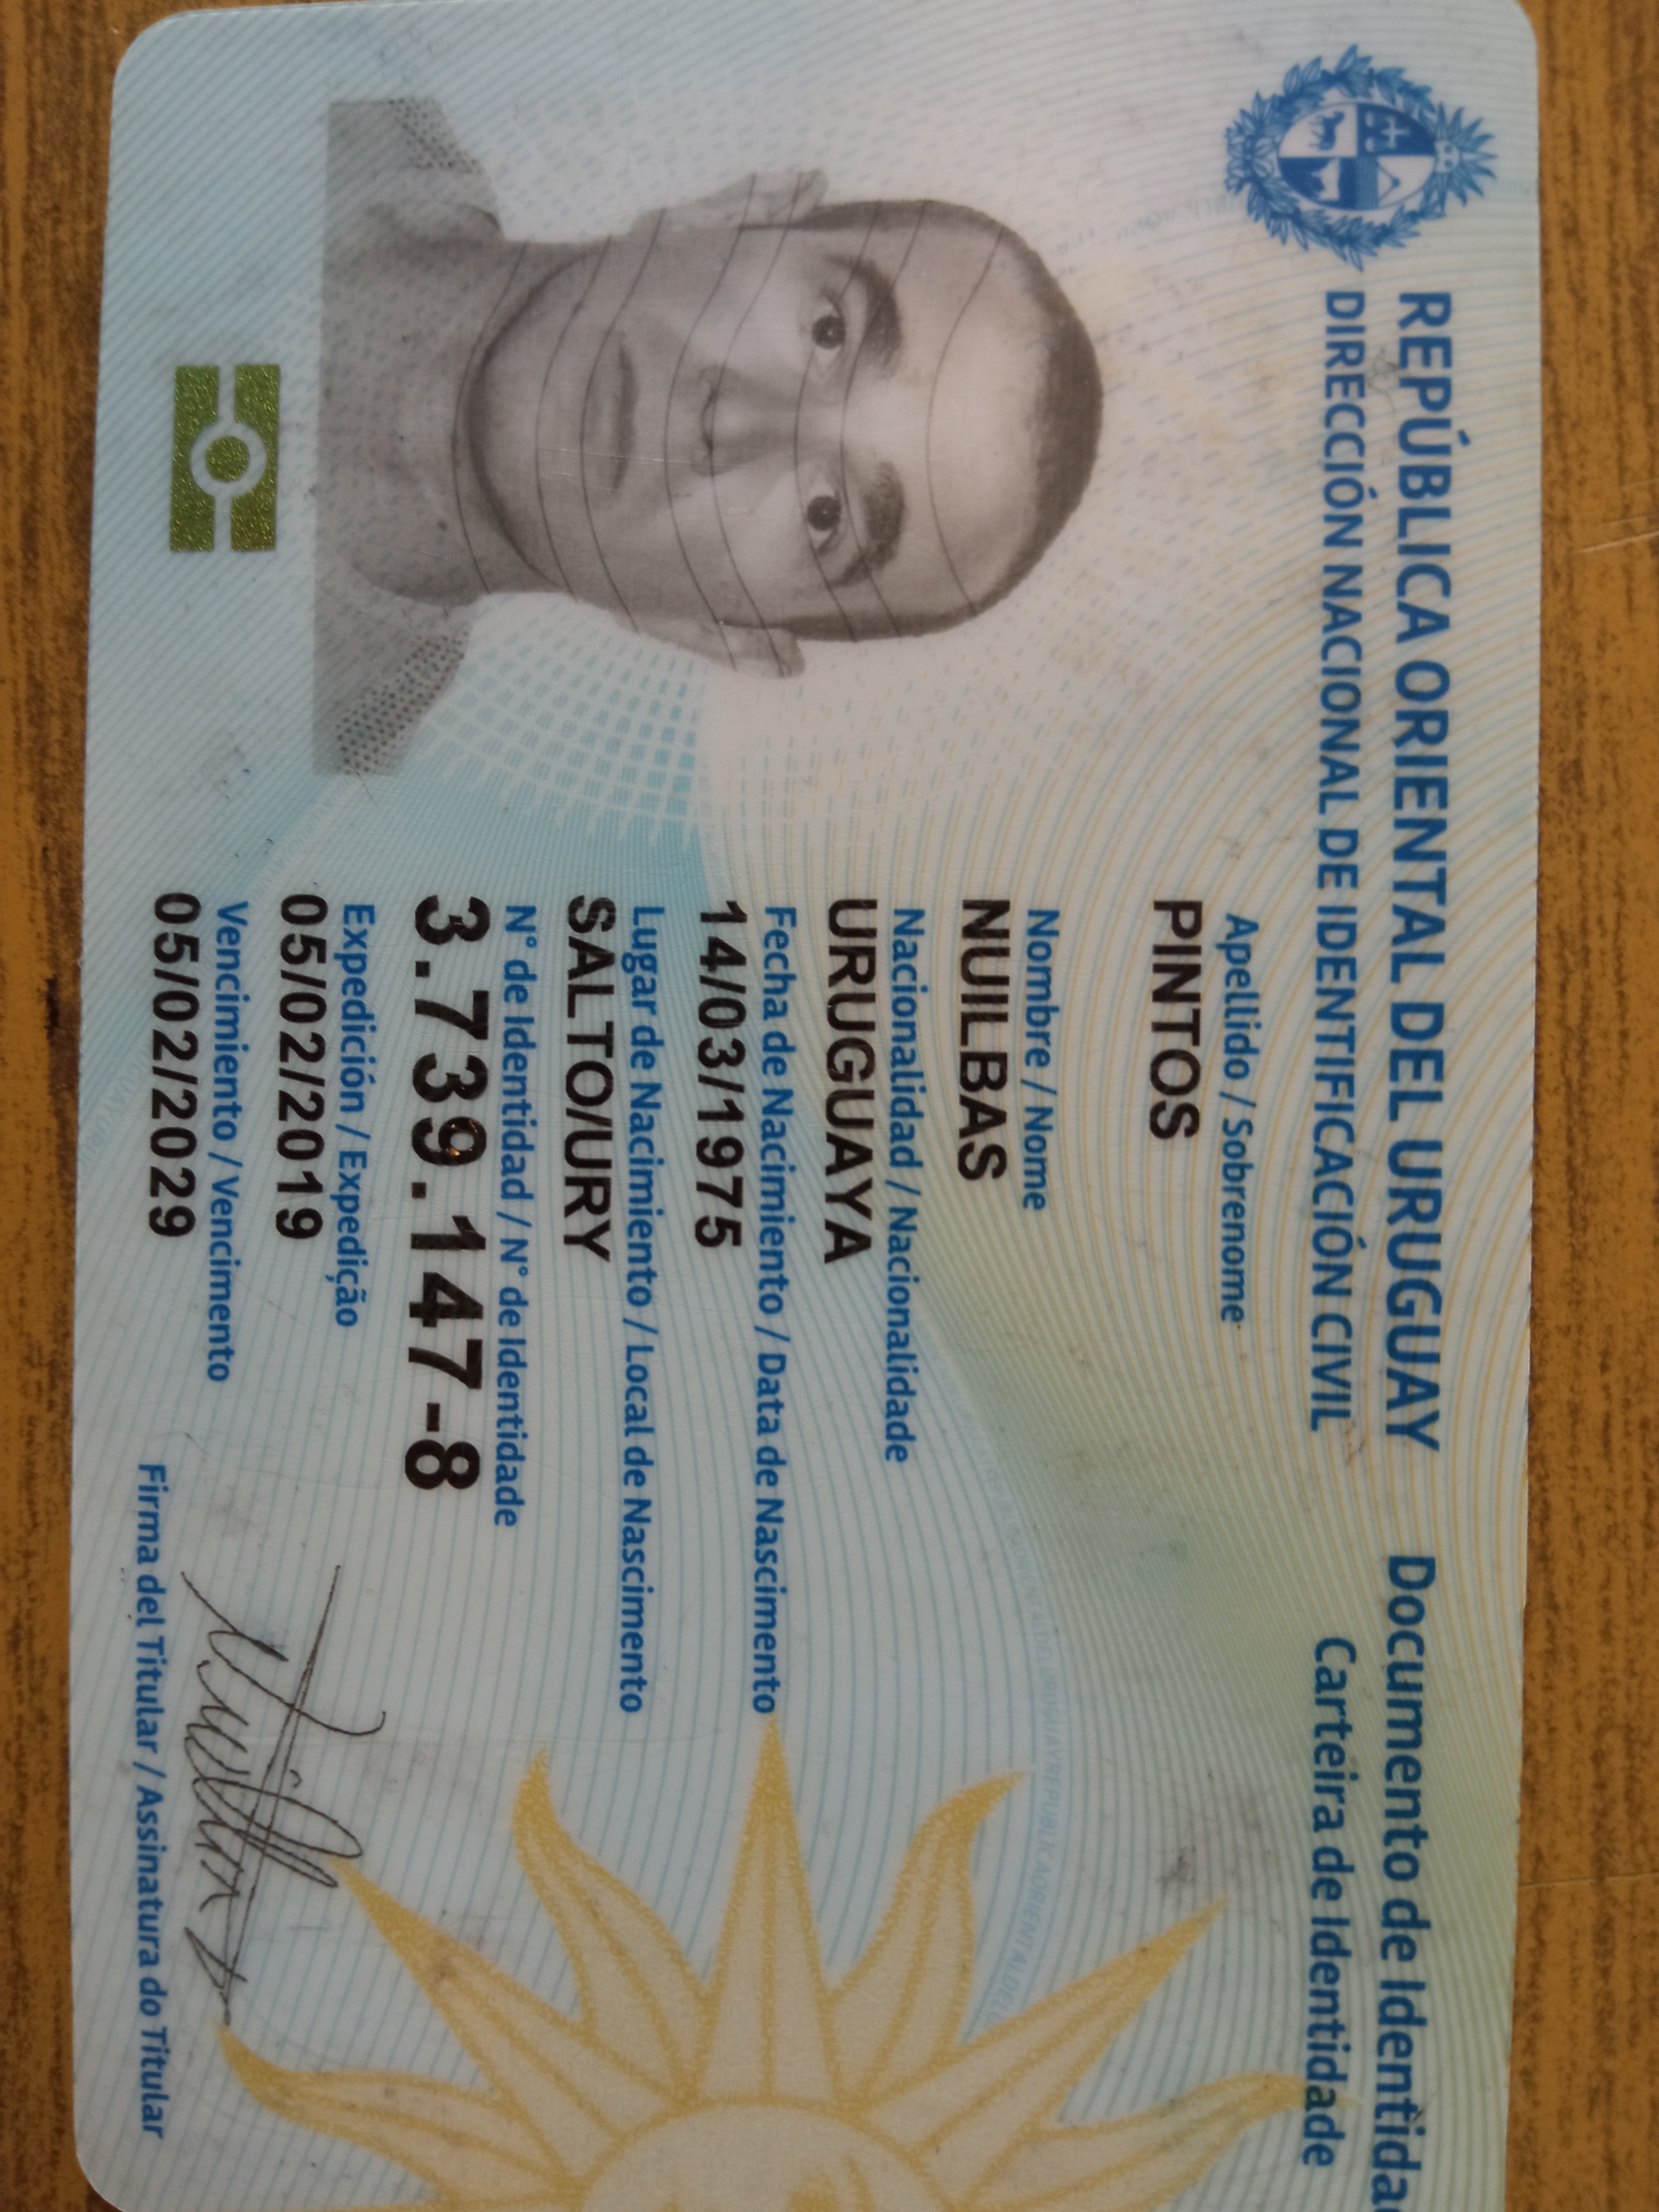 REPÚBLICA ORIENTAL DEL URUGUAY
DIRECCIÓN NACIONAL DE IDENTIFICACIÓN CIVIL
Documento de Identida
Carteira de Identidade
Apellido / Sobrenome
PINTOS
Nombre / Nome
NUILBAS
Nacionalidad / Nacionalidade
URUGUAYA
Fecha de Nacimiento / Data de Nascimento
14/03/1975
Lugar de Nacimiento / Local de Nascimento
SALTO/URY
N° de Identidad / N° de Identidade
3.739.147-8
Expedición / Expedição
05/02/2019
Vencimiento / Vencimento
05/02/2029
Firma del Titular / Assinatura do Titular